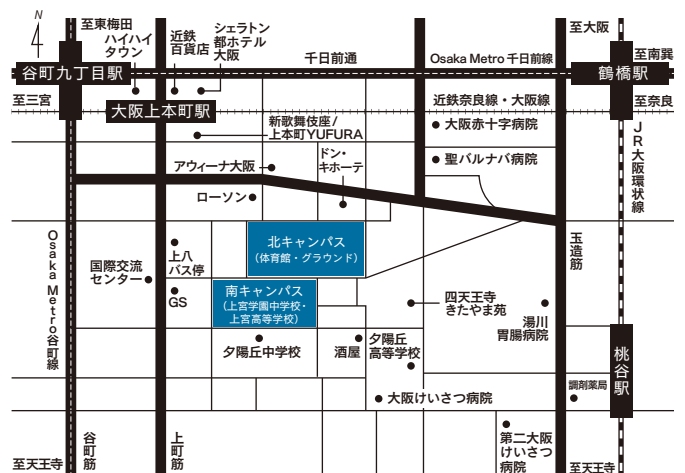 N
至東梅田
ハイハイ
タウン
近鉄
百貨店
シェラトン
都ホテル
大阪
千日前通
Osaka Metro 千日前線
至大阪
至南巽
谷町九丁目駅
鶴橋駅
至三宮
大阪上本町駅
近鉄奈良線・大阪線
至奈良
新歌舞伎座/
上本町YUFURA
大阪赤十字病院
JR大阪環状線
アウィーナ大阪
ドン・
キホーテ
聖バルナバ病院
ローソン
Osaka Metro谷町線
国際交流
センター
上八
バス停
GS
北キャンパス
(体育館・グラウンド)
南キャンパス
(上宮学園中学校・
上宮高等学校)
玉造筋
四天王寺
きたやま苑
湯川
胃腸病院
夕陽丘中学校
酒屋
夕陽丘
高等学校
桃谷駅
調剤薬局
大阪けいさつ病院
第二大阪
けいさつ
病院
至天王寺
谷町筋
上町筋
至天王寺